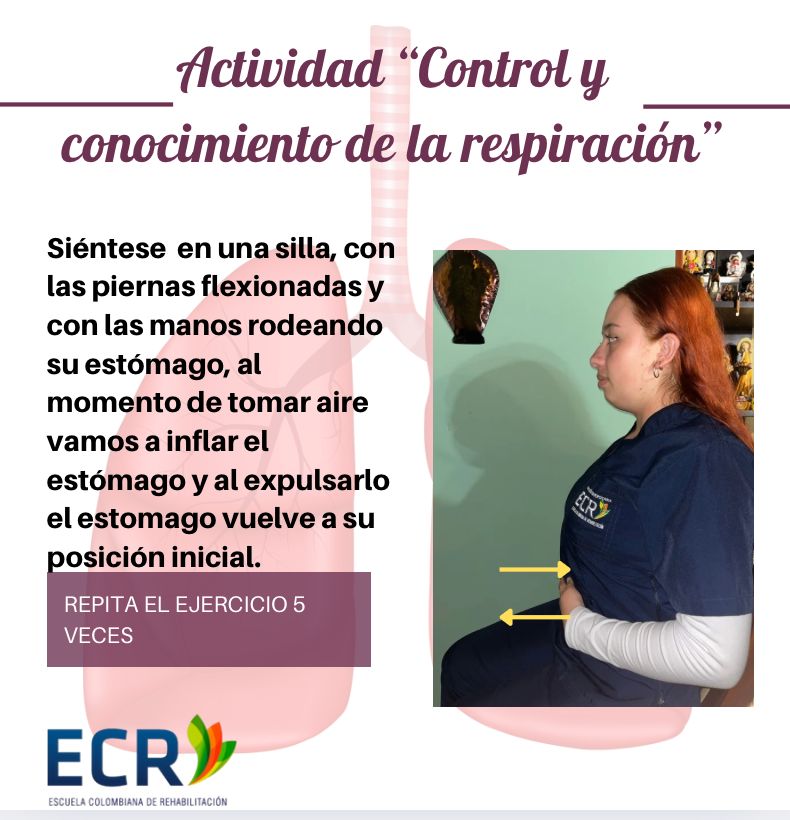 Actividad “Control y
conocimiento de la respiración”
Siéntese en una silla, con
las piernas flexionadas y
con las manos rodeando
su estómago, al
momento de tomar aire
vamos a inflar el
estómago y al expulsarlo
el estomago vuelve a su
posición inicial.
REPITA EL EJERCICIO 5
VECES
ECR
ECR
ESCUELA COLOMBIANA DE REHABILITACIÓN